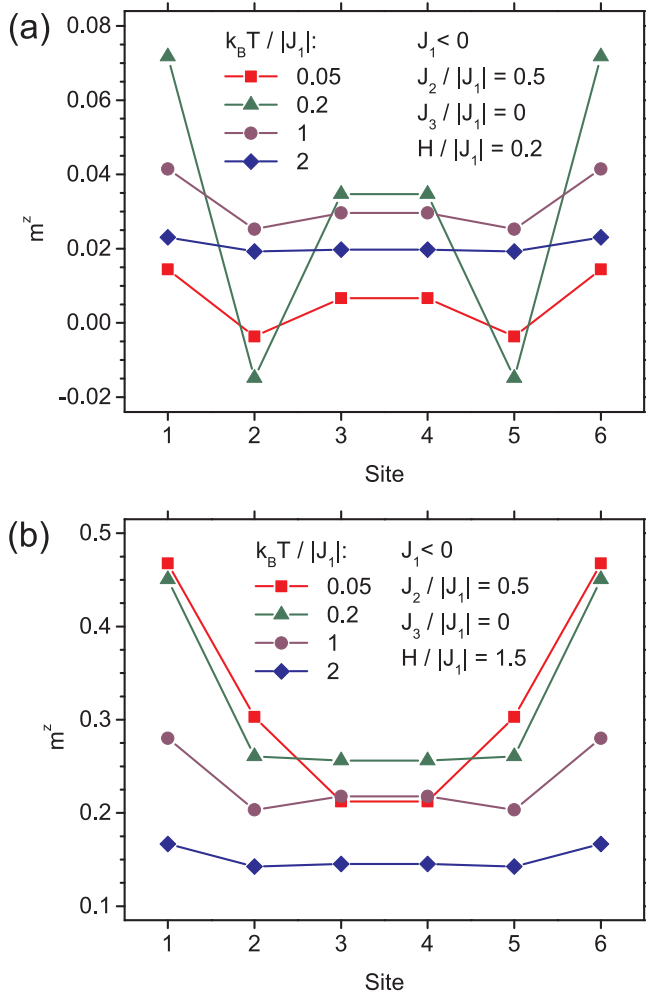 (a)
k_BT / |J_1|:
0.05
0.2
1
2
J_1< 0
J_2 / |J_1| = 0.5
J_3 / |J_1| = 0
H / |J_1| = 0.2
m^z
0.08
0.06
0.04
0.02
0.00
-0.02
1 2 3 4 5 6
Site
(b)
k_BT / |J_1|:
0.05
0.2
1
2
J_1< 0
J_2 / |J_1| = 0.5
J_3 / |J_1| = 0
H / |J_1| = 1.5
m^z
0.5
0.4
0.3
0.2
0.1
1 2 3 4 5 6
Site